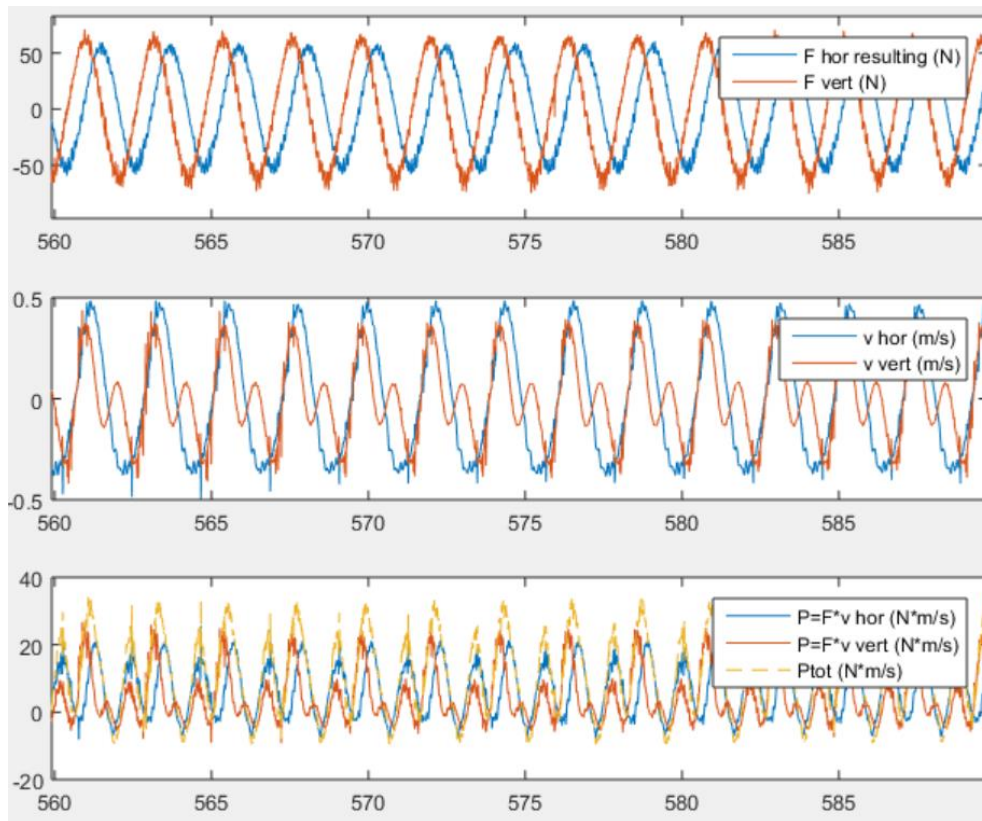 50
F hor resulting (N)
F vert (N)
0
-50
560 565 570 575 580 585
0.5
v hor (m/s)
v vert (m/s)
0
-0.5
560 565 570 575 580 585
40
P=F*v hor (N*m/s)
20
P=F*v vert (N*m/s)
Ptot (N*m/s)
0
-20
560 565 570 575 580 585